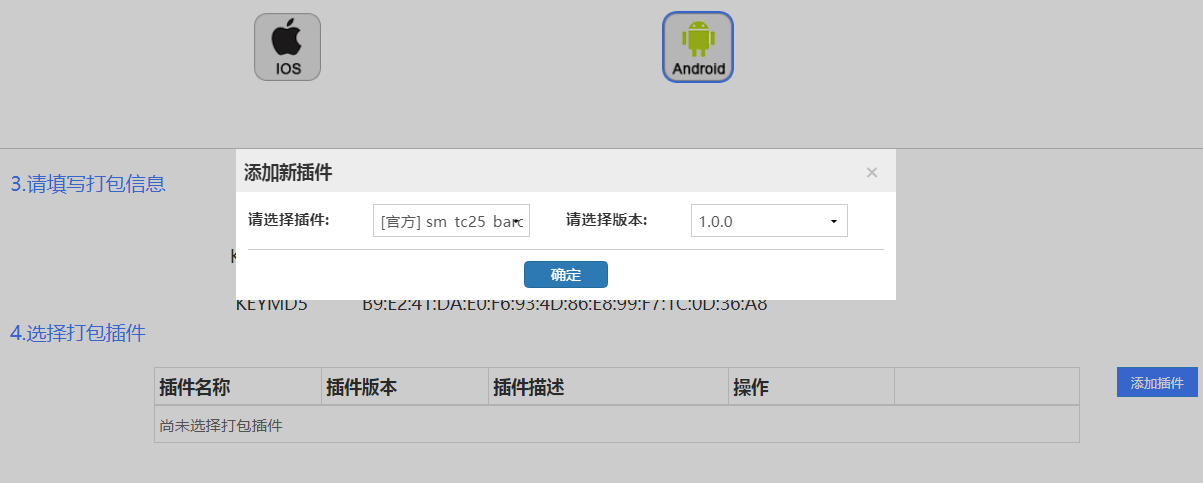 IOS
Android
添加新插件
×
3.请填写打包信息
请选择插件:
[官方] sm_tc25
请选择版本:
1.0.0
确定
KEYMD5
B9:E2:41:DA:E0:F6:93:4D:86:E8:99:F7:1C:0D:36:A8
4.选择打包插件
插件名称
插件版本
插件描述
操作
添加插件
尚未选择打包插件